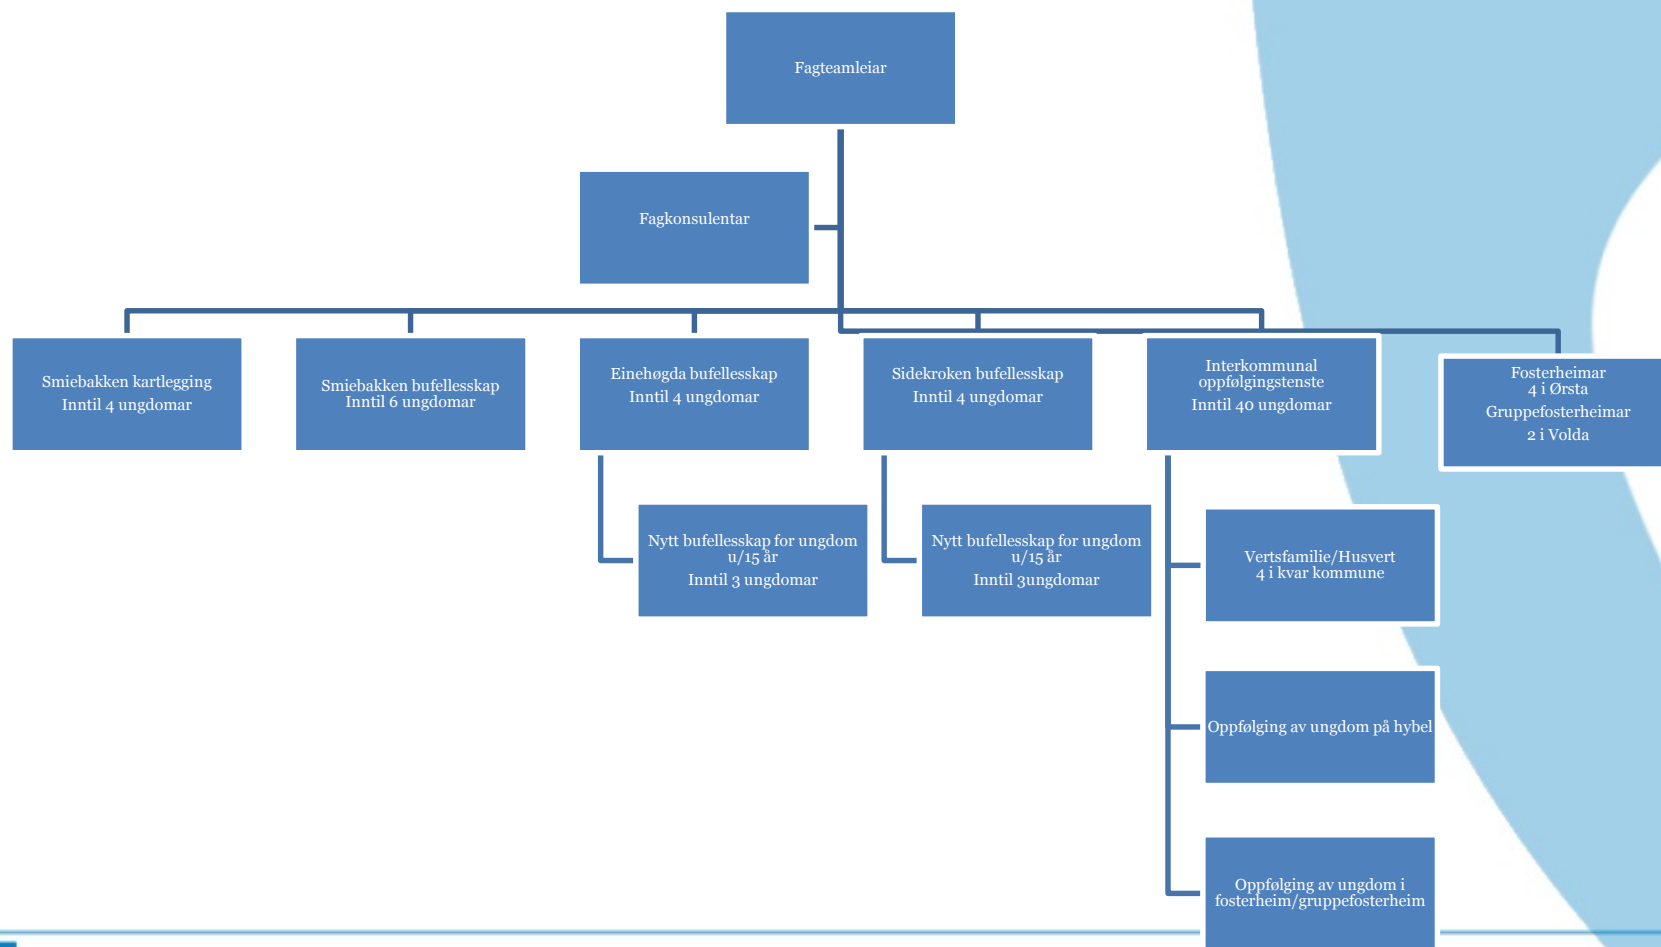 Fagteamleiar
Fagkonsulentar
Smiebakken kartlegging
Inntil 4 ungdomar
Smiebakken bufellesskap
Inntil 6 ungdomar
Einehøgda bufellesskap
Inntil 4 ungdomar
Sidekroken bufellesskap
Inntil 4 ungdomar
Interkommunal
oppfølgingstenste
Inntil 40 ungdomar
Fosterheimar
4 i Ørsta
Gruppefosterheimar
2 i Volda
Nytt bufellesskap for ungdom
u/15 år
Inntil 3 ungdomar
Nytt bufellesskap for ungdom
u/15 år
Inntil 3ungdomar
Vertsfamilie/Husvert
4 i kvar kommune
Oppfølging av ungdom på hybel
Oppfølging av ungdom i
fosterheim/gruppefosterheim